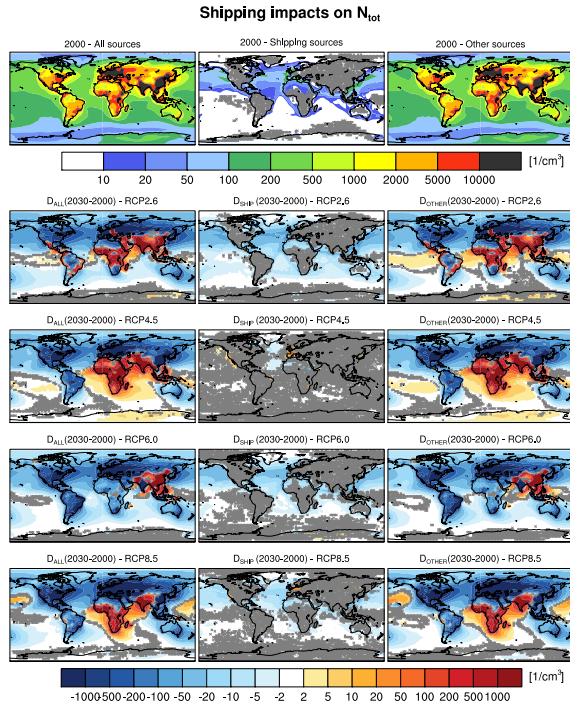 Shipping impacts on Ntot
2000 - All sources 2000 - Shipping sources 2000 - Other sources
10 20 50 100 200 500 1000 2000 5000 10000 [1/cm³]
DALL(2030-2000) - RCP2.6 DSHIP(2030-2000) - RCP2.6 DOTHER(2030-2000) - RCP2.6
DALL(2030-2000) - RCP4.5 DSHIP(2030-2000) - RCP4.5 DOTHER(2030-2000) - RCP4.5
DALL(2030-2000) - RCP6.0 DSHIP(2030-2000) - RCP6.0 DOTHER(2030-2000) - RCP6.0
DALL(2030-2000) - RCP8.5 DSHIP(2030-2000) - RCP8.5 DOTHER(2030-2000) - RCP8.5
-1000 -500 -200 -100 -50 -20 -10 -5 -2 2 5 10 20 50 100 200 500 1000 [1/cm³]